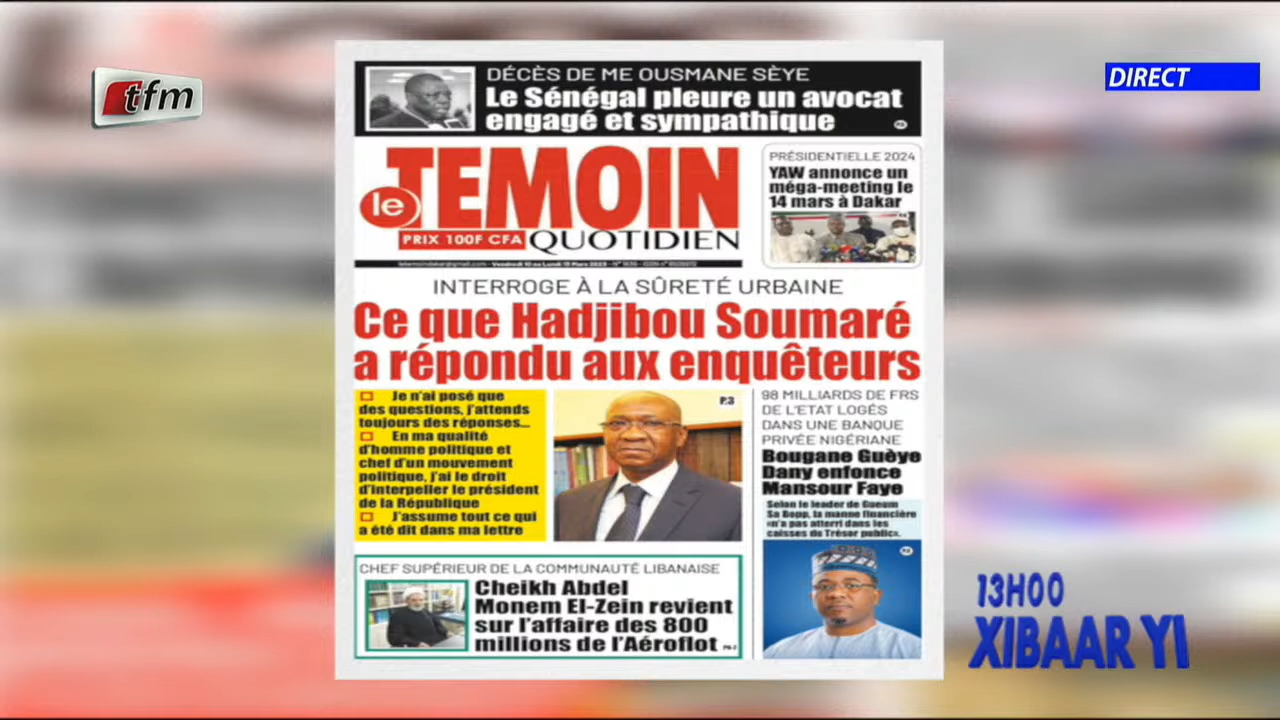 tfm
DIRECT
DÉCÈS DE ME OUSMANE SÈYE
Le Sénégal pleure un avocat
engagé et sympathique
le TEMOIN
PRIX 100F CFA QUOTIDIEN
PRÉSIDENTIELLE 2024
YAW annonce un
méga-meeting le
14 mars à Dakar
INTERROGE À LA SÛRETÉ URBAINE
Ce que Hadjibou Soumaré
a répondu aux enquêteurs
Je n'ai posé que
des questions, j'attends
toujours des réponses...
En ma qualité
d'homme politique et
chef d'un mouvement
politique, j'ai le droit
d'interpeller le président
de la République
J'assume tout ce qui
a été dit dans ma lettre
P.3
98 MILLIARDS DE FRS
DE L'ETAT LOGÉS
DANS UNE BANQUE
PRIVÉE NIGÉRIANE
Bougane Guèye
Dany enfonce
Mansour Faye
Selon le leader de Gueum
Sa Bopp, la manne financière
«n'a pas atterri dans les
caisses du Trésor public».
CHEF SUPÉRIEUR DE LA COMMUNAUTÉ LIBANAISE
Cheikh Abdel
Monem El-Zein revient
sur l'affaire des 800
millions de l'Aéroflot
13H00
XIBAAR YI